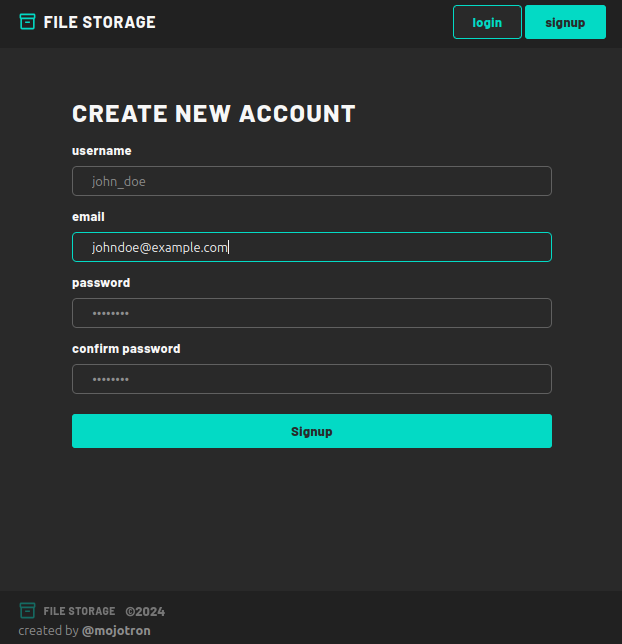 FILE STORAGE
login
signup
CREATE NEW ACCOUNT
username
john_doe
email
johndoe@example.com
password
••••••••
confirm password
••••••••
Signup
FILE STORAGE ©2024
created by @mojotron